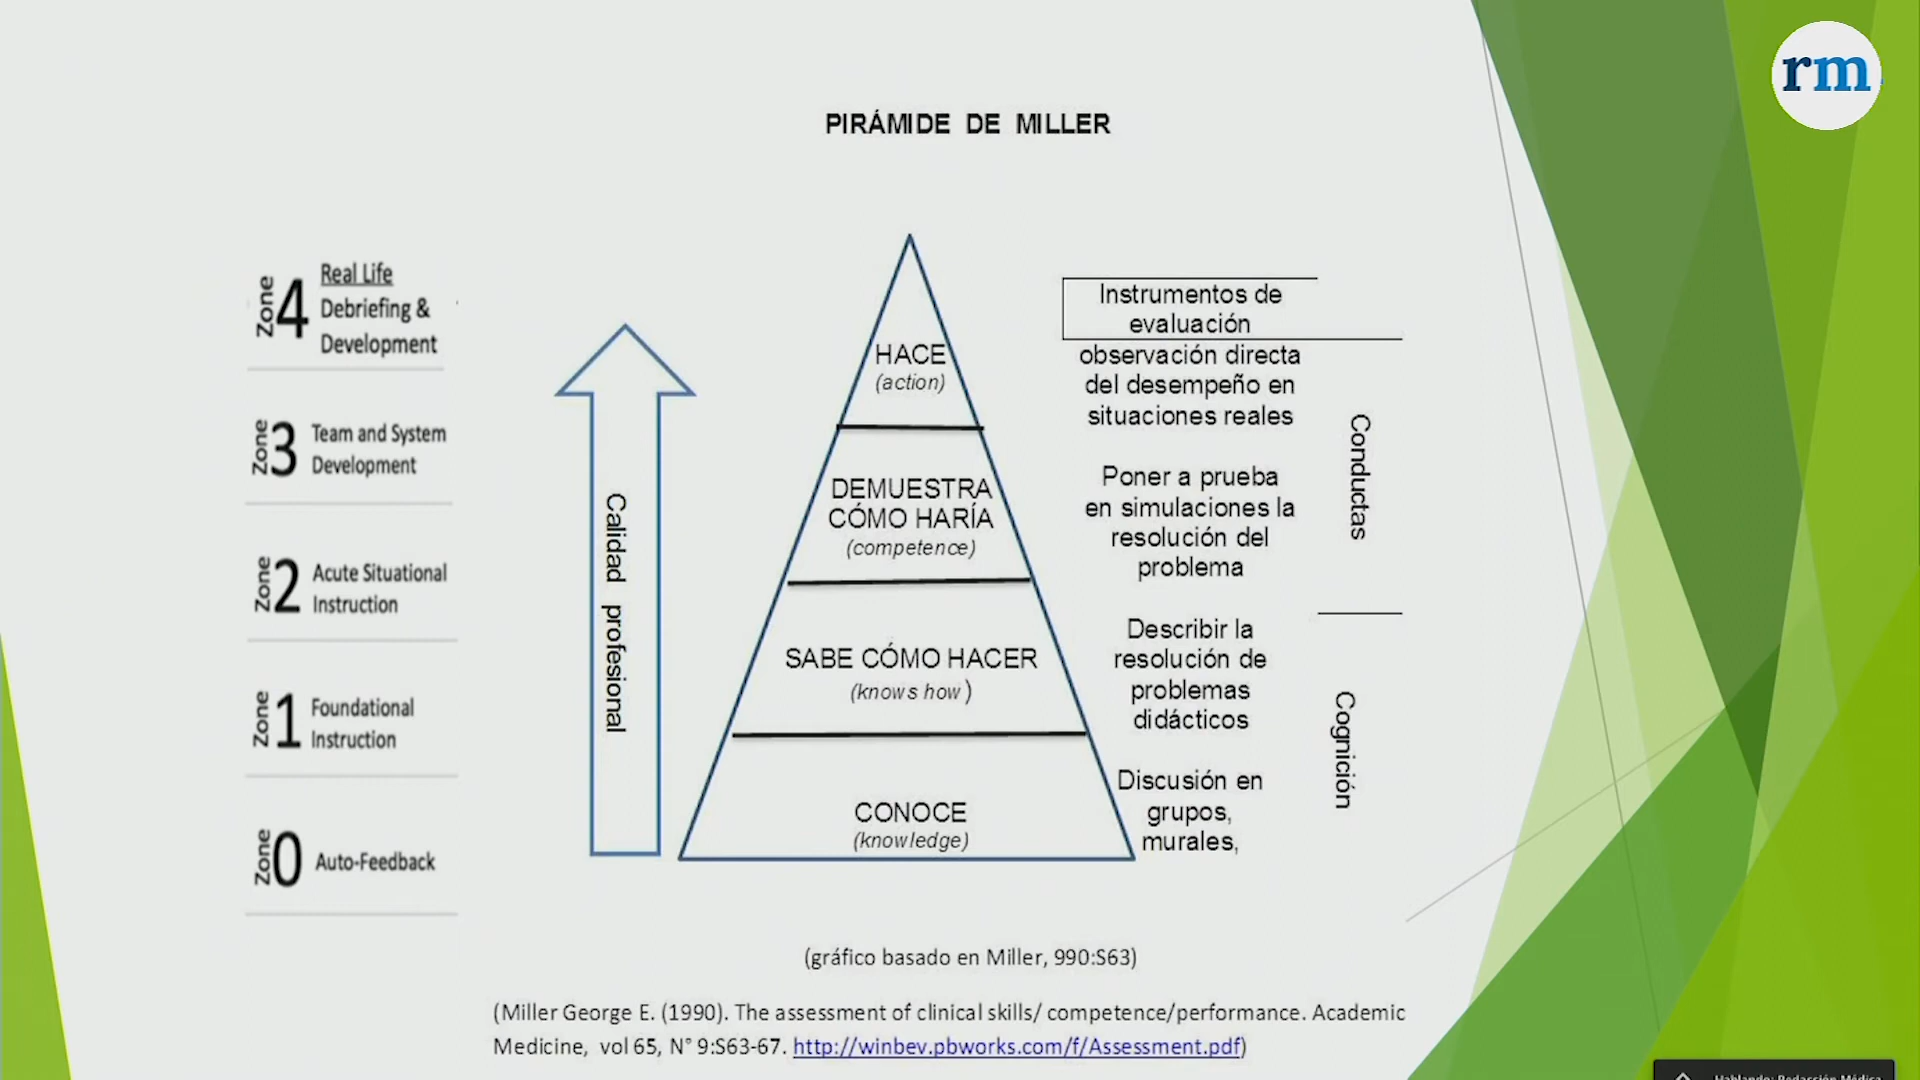 rm
PIRÁMIDE DE MILLER
Zone 4
Real Life
Debriefing &
Development
Zone 3
Team and System
Development
Zone 2
Acute Situational
Instruction
Zone 1
Foundational
Instruction
Zone 0
Auto-Feedback
Calidad profesional
HACE
(action)
DEMUESTRA
CÓMO HARÍA
(competence)
SABE CÓMO HACER
(knows how)
CONOCE
(knowledge)
Instrumentos de
evaluación
observación directa
del desempeño en
situaciones reales
Poner a prueba
en simulaciones la
resolución del
problema
Describir la
resolución de
problemas
didácticos
Discusión en
grupos,
murales,
Conductas
Cognición
(gráfico basado en Miller, 990:S63)
(Miller George E. (1990). The assessment of clinical skills/ competence/performance. Academic
Medicine, vol 65, N° 9:S63-67. http://winbev.pbworks.com/f/Assessment.pdf)
Hablando: Redacción Médica